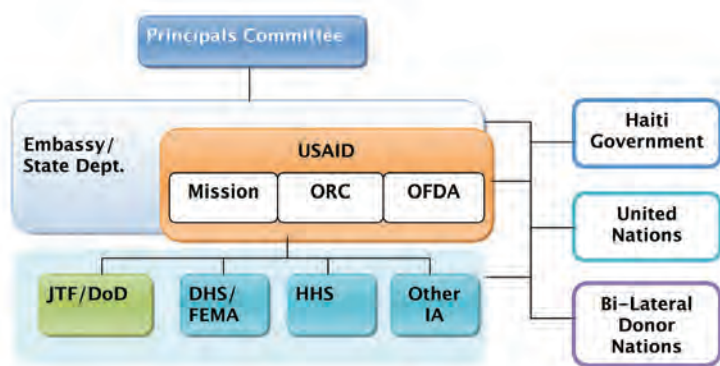 Principals Committee
Embassy/
State Dept.
USAID
Mission
ORC
OFDA
Haiti
Government
United
Nations
JTF/DoD
DHS/
FEMA
HHS
Other
IA
Bi-Lateral
Donor
Nations